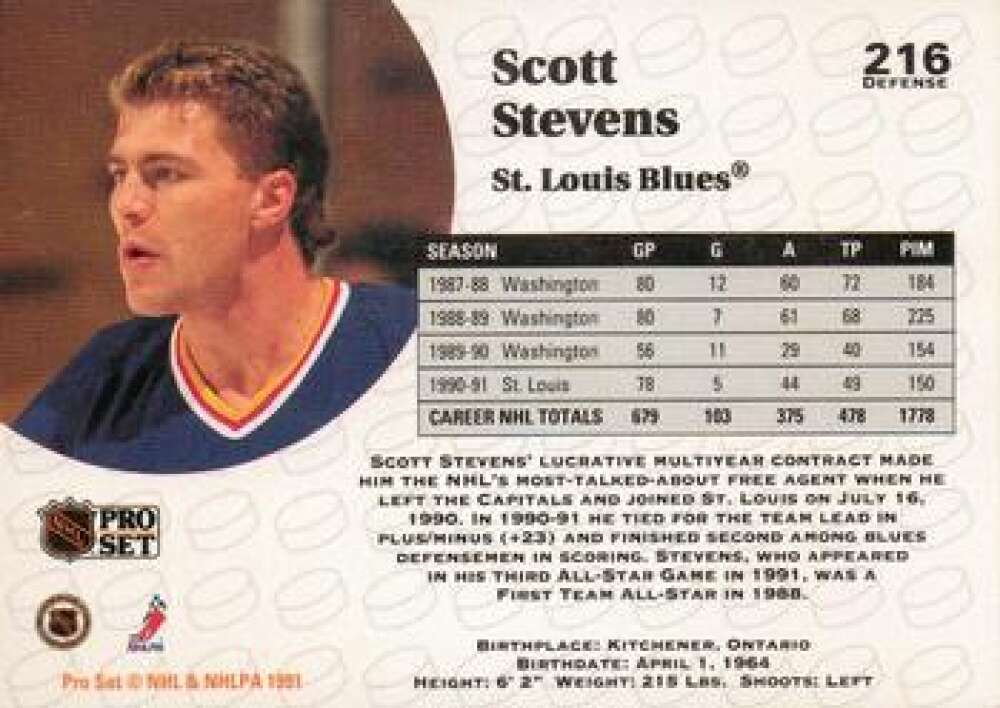 Scott
Stevens
St. Louis Blues®
216
DEFENSE
SEASON GP G A TP PIM
1987-88 Washington 80 12 60 72 184
1988-89 Washington 80 7 61 68 225
1989-90 Washington 56 11 29 40 154
1990-91 St. Louis 78 5 44 49 150
CAREER NHL TOTALS 679 103 375 478 1778
SCOTT STEVENS' LUCRATIVE MULTIYEAR CONTRACT MADE
HIM THE NHL'S MOST-TALKED-ABOUT FREE AGENT WHEN HE
LEFT THE CAPITALS AND JOINED ST. LOUIS ON JULY 16,
1990. IN 1990-91 HE TIED FOR THE TEAM LEAD IN
PLUS/MINUS (+23) AND FINISHED SECOND AMONG BLUES
DEFENSEMEN IN SCORING. STEVENS, WHO APPEARED
IN HIS THIRD ALL-STAR GAME IN 1991, WAS A
FIRST TEAM ALL-STAR IN 1988.
NHL PRO
SET
BIRTHPLACE: KITCHENER, ONTARIO
BIRTHDATE: APRIL 1, 1964
HEIGHT: 6' 2" WEIGHT: 215 LBS. SHOOTS: LEFT
NHLPA
Pro Set © NHL & NHLPA 1991